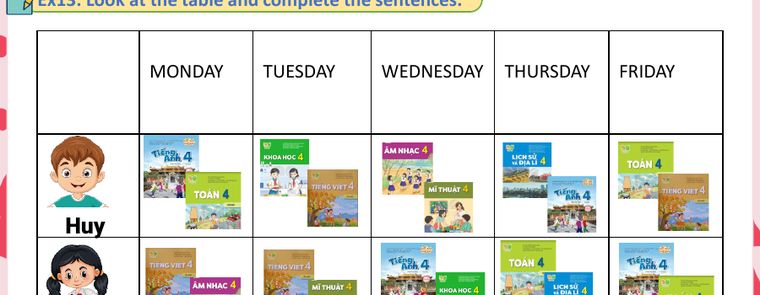 Ex13: Look at the table and complete the sentences.
MONDAY TUESDAY WEDNESDAY THURSDAY FRIDAY
Huy
Tiếng Anh 4
TOÁN 4
KHOA HỌC 4
TIẾNG VIỆT 4
ÂM NHẠC 4
MĨ THUẬT 4
LỊCH SỬ VÀ ĐỊA LÍ 4
Tiếng Anh 4
TOÁN 4
TIẾNG VIỆT 4
TIẾNG VIỆT 4
ÂM NHẠC 4
TIẾNG VIỆT 4
MĨ THUẬT 4
Tiếng Anh 4
KHOA HỌC 4
TOÁN 4
LỊCH SỬ VÀ ĐỊA LÍ 4
Tiếng Anh 4
TOÁN 4